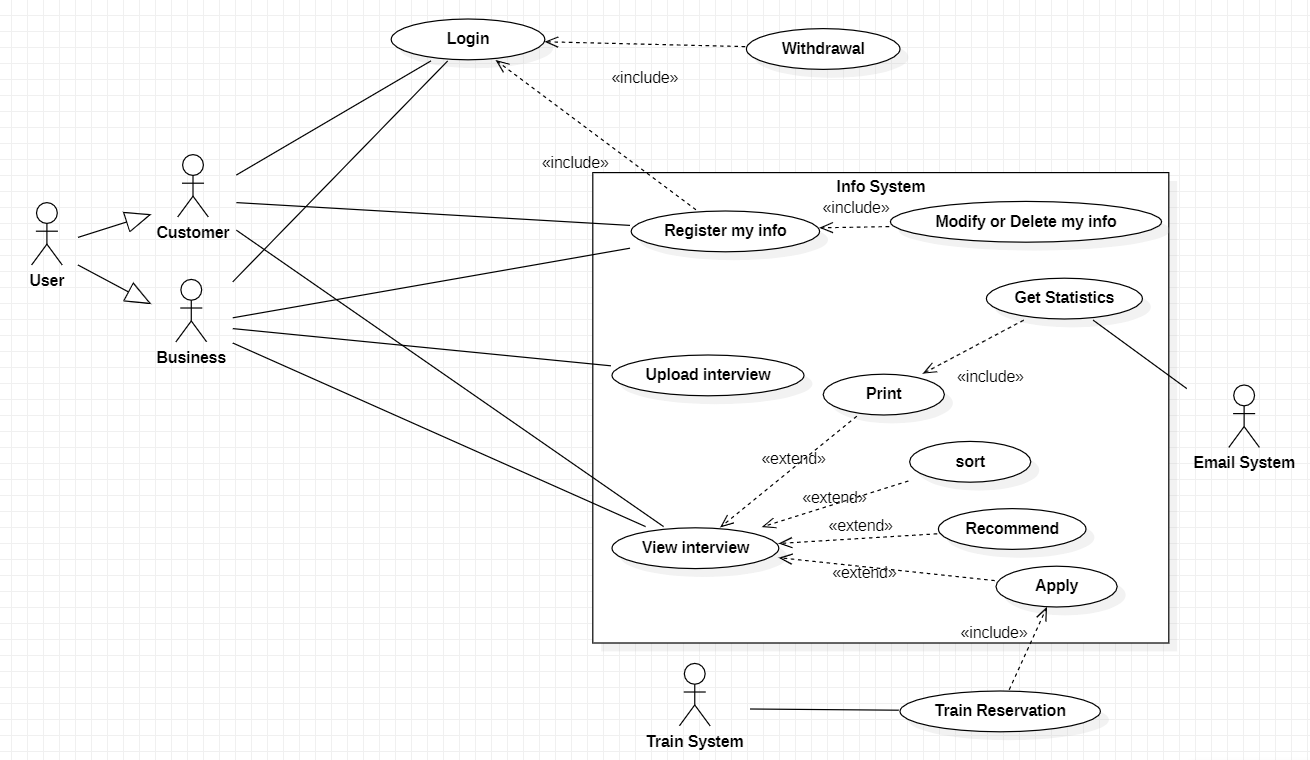 Login
Withdrawal
«include»
«include»
Info System
«include»
Register my info
Modify or Delete my info
Customer
User
Get Statistics
Business
Upload interview
«include»
Print
«extend»
sort
Email System
«extend»
«extend»
Recommend
View interview
«extend»
Apply
«include»
Train Reservation
Train System